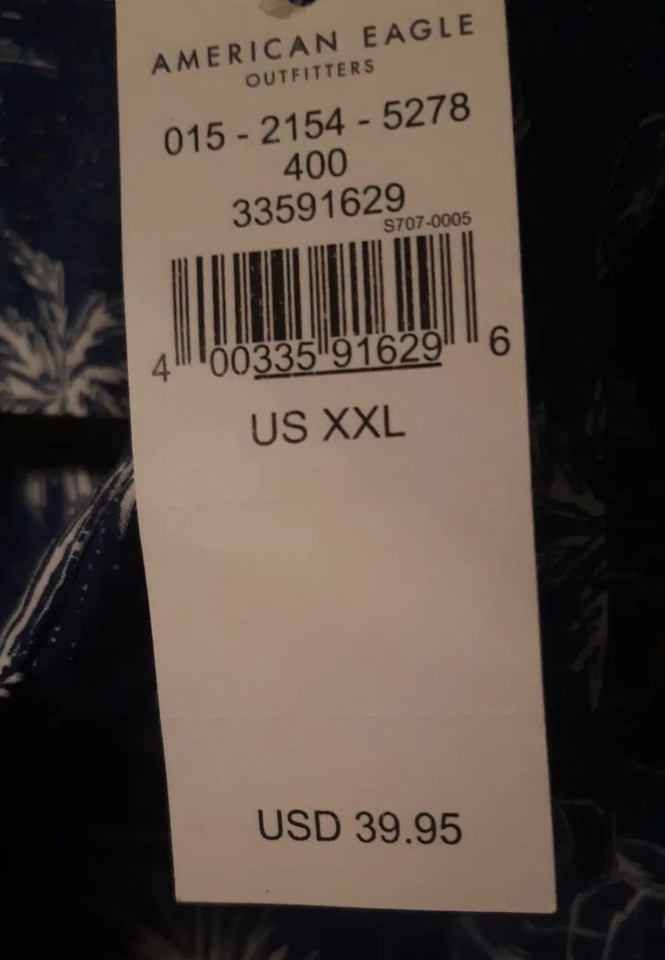 AMERICAN EAGLE
OUTFITTERS
015 - 2154 - 5278
400
33591629
S707-0005
4 00335 91629 6
US XXL
USD 39.95